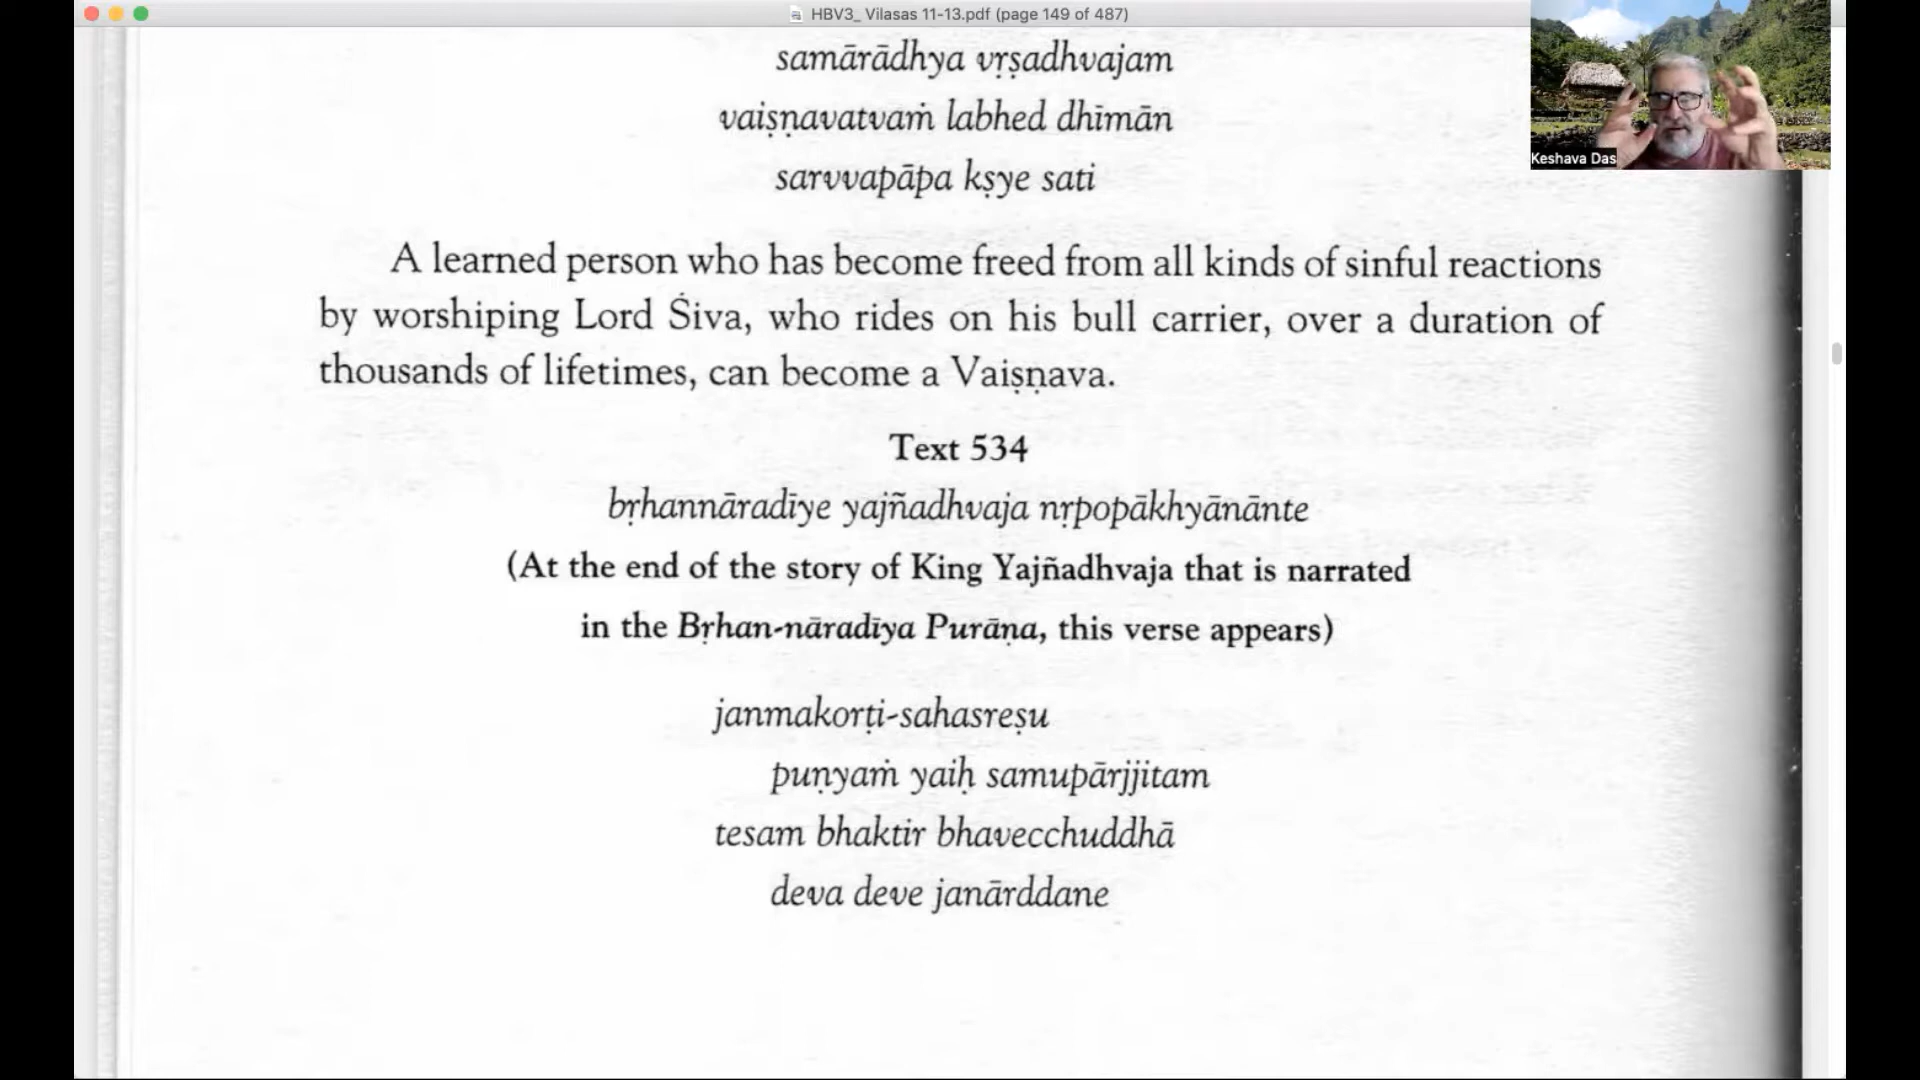 HBV3_ Vilasas 11-13.pdf (page 149 of 487)
samārādhya vṛṣadhvajam
vaiṣṇavatvaṁ labhed dhīmān
sarvvapāpa kṣye sati
A learned person who has become freed from all kinds of sinful reactions
by worshiping Lord Śiva, who rides on his bull carrier, over a duration of
thousands of lifetimes, can become a Vaiṣṇava.
Text 534
bṛhannāradīye yajñadhvaja nṛpopākhyānānte
(At the end of the story of King Yajñadhvaja that is narrated
in the Bṛhan-nāradīya Purāṇa, this verse appears)
janmakorṭi-sahasreṣu
puṇyaṁ yaiḥ samupārjjitam
tesam bhaktir bhavecchuddhā
deva deve janārddane
Keshava Das